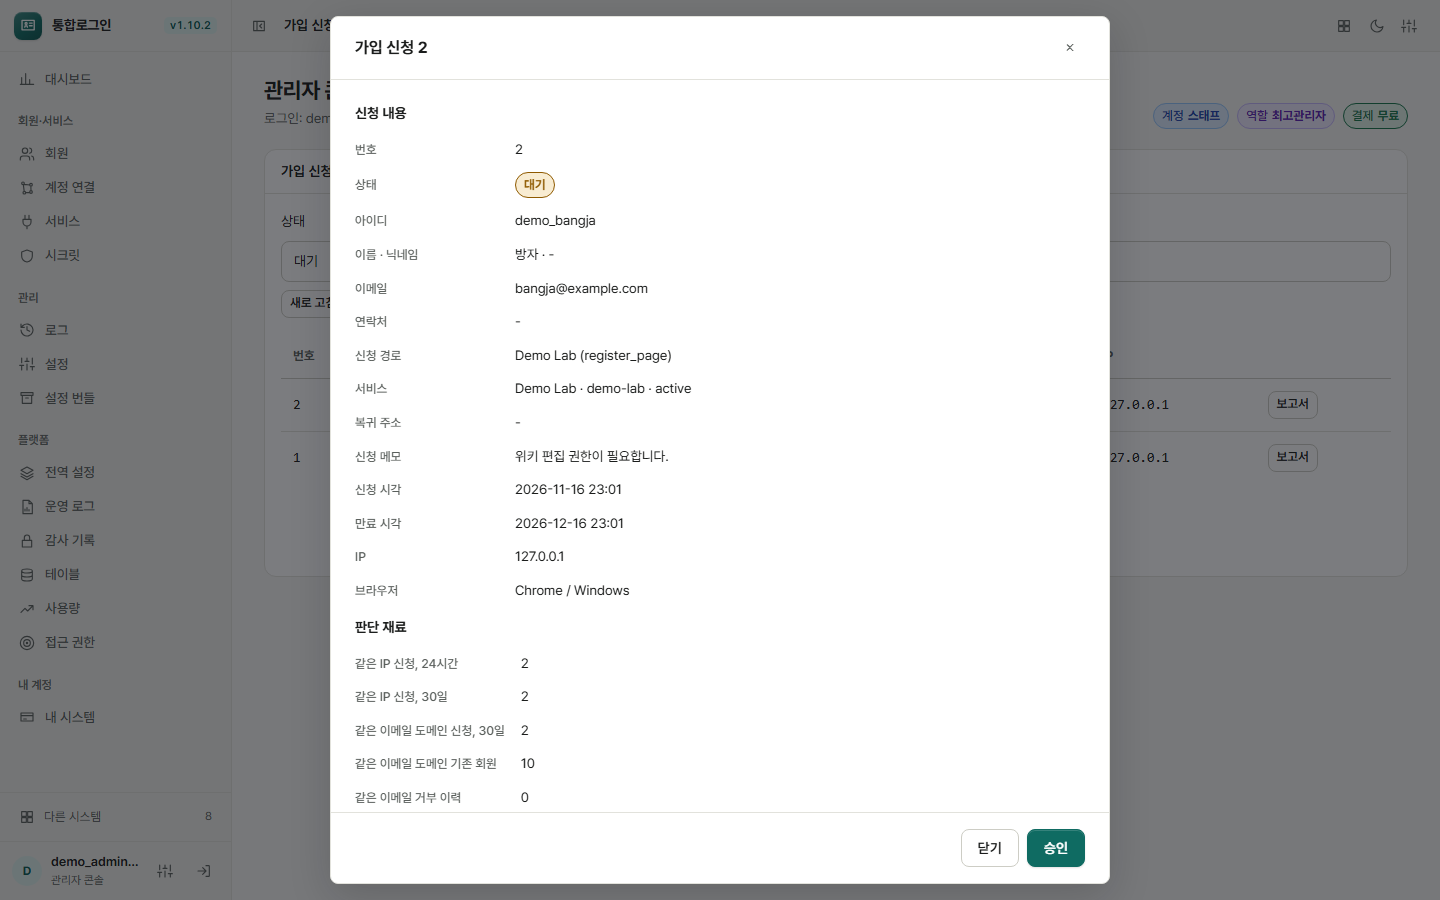 통합로그인
v1.10.2
대시보드
회원·서비스
회원
계정 연결
서비스
시크릿
관리
로그
설정
설정 번들
플랫폼
전역 설정
운영 로그
감사 기록
테이블
사용량
접근 권한
내 계정
내 시스템
다른 시스템 8
D
demo_admin...
관리자 콘솔
가입 신청
관리자
로그인: dem
계정 스태프
역할 최고관리자
결제 무료
가입 신청
상태
대기
새로 고침
번호
2 27.0.0.1 보고서
1 27.0.0.1 보고서
가입 신청 2
×
신청 내용
번호 2
상태 대기
아이디 demo_bangja
이름 · 닉네임 방자 · -
이메일 bangja@example.com
연락처 -
신청 경로 Demo Lab (register_page)
서비스 Demo Lab · demo-lab · active
복귀 주소 -
신청 메모 위키 편집 권한이 필요합니다.
신청 시각 2026-11-16 23:01
만료 시각 2026-12-16 23:01
IP 127.0.0.1
브라우저 Chrome / Windows
판단 재료
같은 IP 신청, 24시간 2
같은 IP 신청, 30일 2
같은 이메일 도메인 신청, 30일 2
같은 이메일 도메인 기존 회원 10
같은 이메일 거부 이력 0
닫기
승인